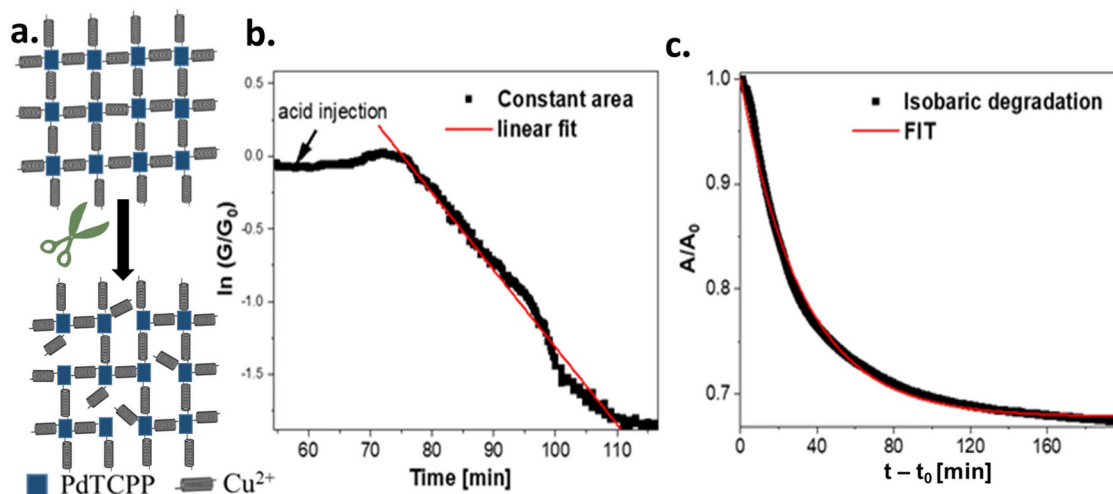 a.
PdTCPP Cu²⁺
b.
ln (G/G₀)
0.5
0.0
-0.5
-1.0
-1.5
acid injection
Constant area
linear fit
60 70 80 90 100 110
Time [min]
c.
A/A₀
1.0
0.9
0.8
0.7
Isobaric degradation
FIT
0 40 80 120 160
t – t₀ [min]